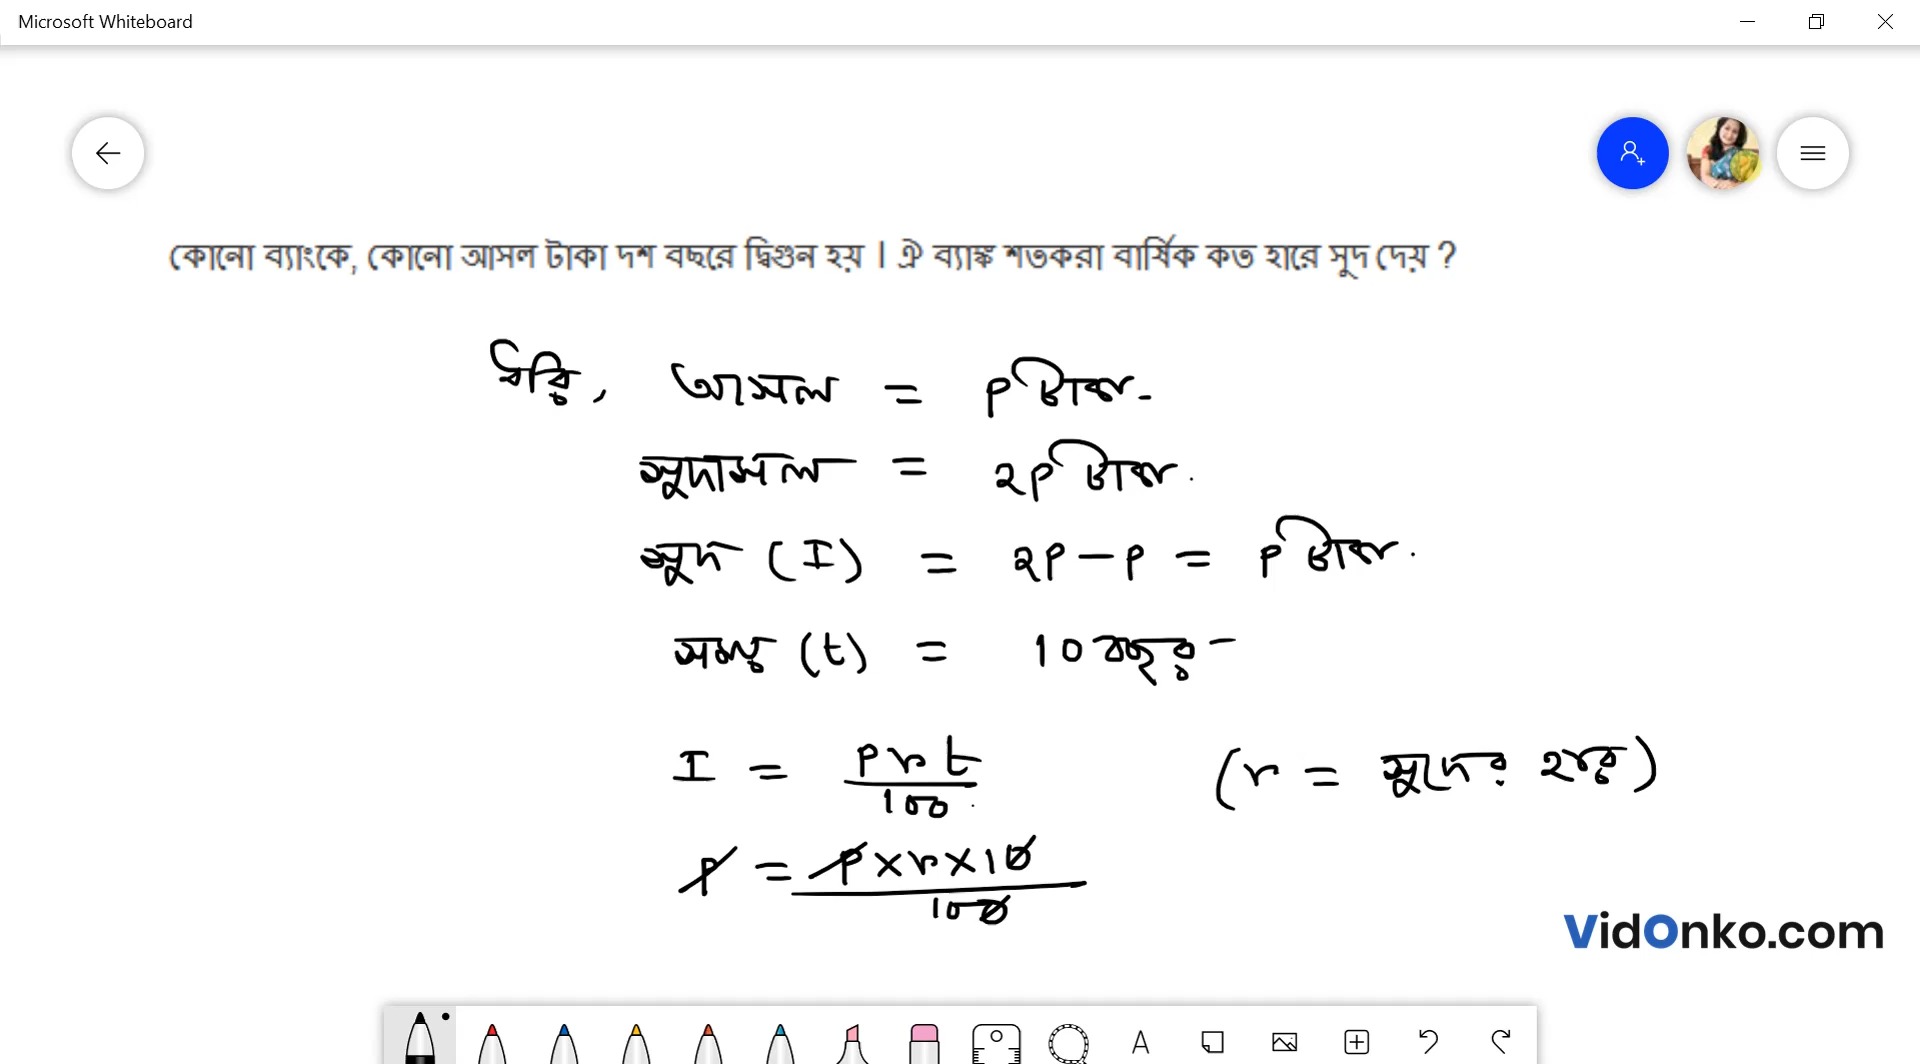 Microsoft Whiteboard
কোনো ব্যাংকে, কোনো আসল টাকা দশ বছরে দ্বিগুন হয় । ঐ ব্যাঙ্ক শতকরা বার্ষিক কত হারে সুদ দেয় ?
ধরি, আসল = P টাকা.
সুদাসল = 2P টাকা.
সুদ (I) = 2P - P = P টাকা.
সময় (t) = 10 বছর
I = Prt/100 (r = সুদের হার)
P = P×r×10/100
VidOnko.com